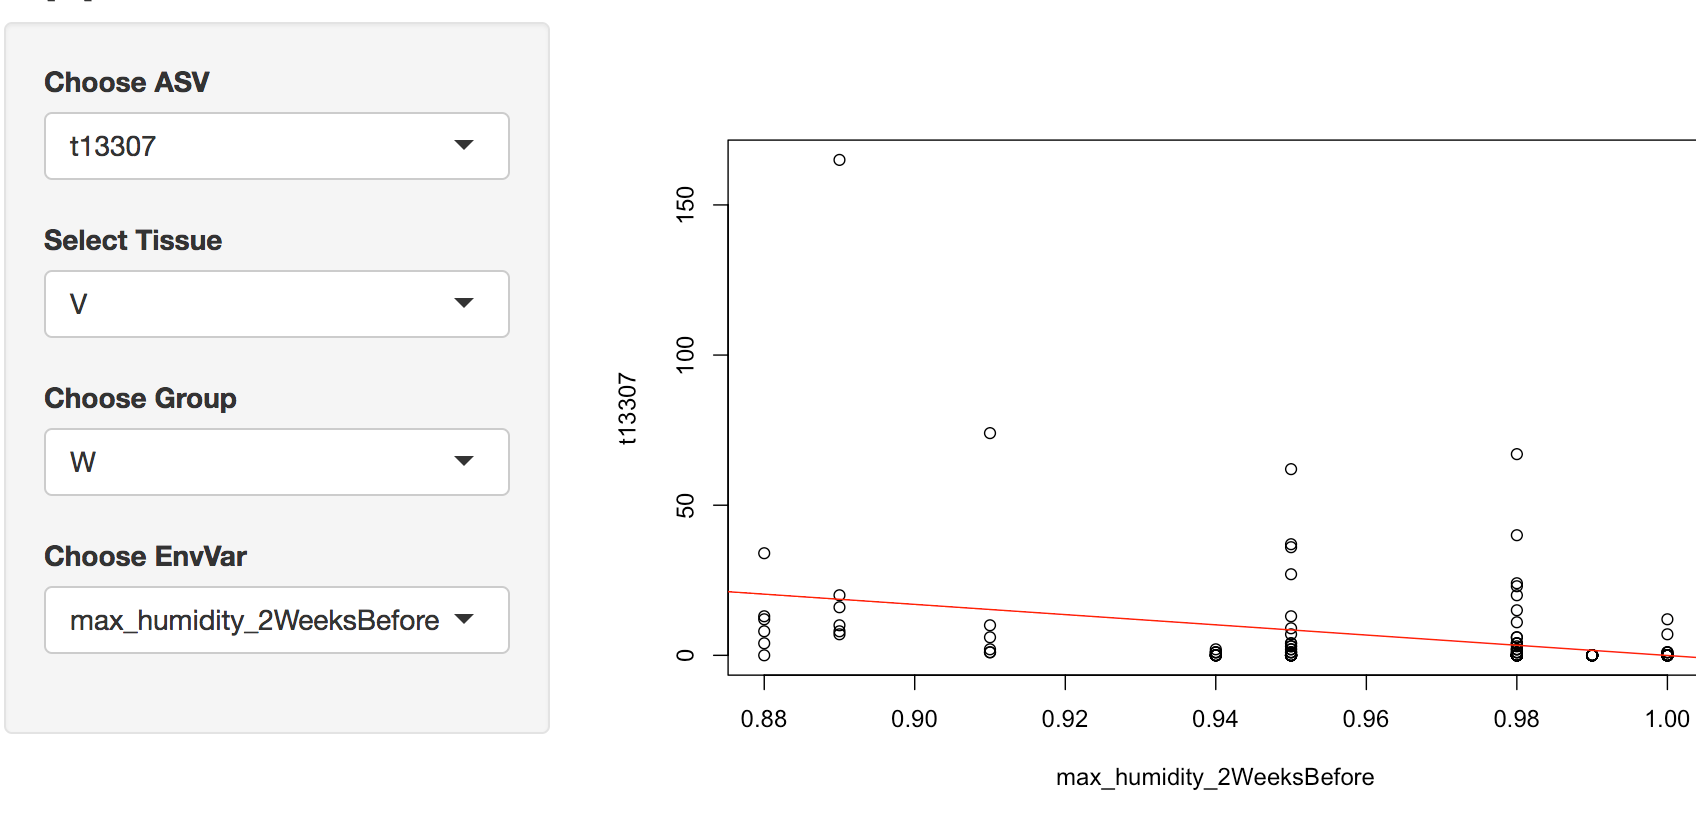 Choose ASV
t13307
Select Tissue
V
Choose Group
W
Choose EnvVar
max_humidity_2WeeksBefore
t13307
150
100
50
0
0.88 0.90 0.92 0.94 0.96 0.98 1.00
max_humidity_2WeeksBefore